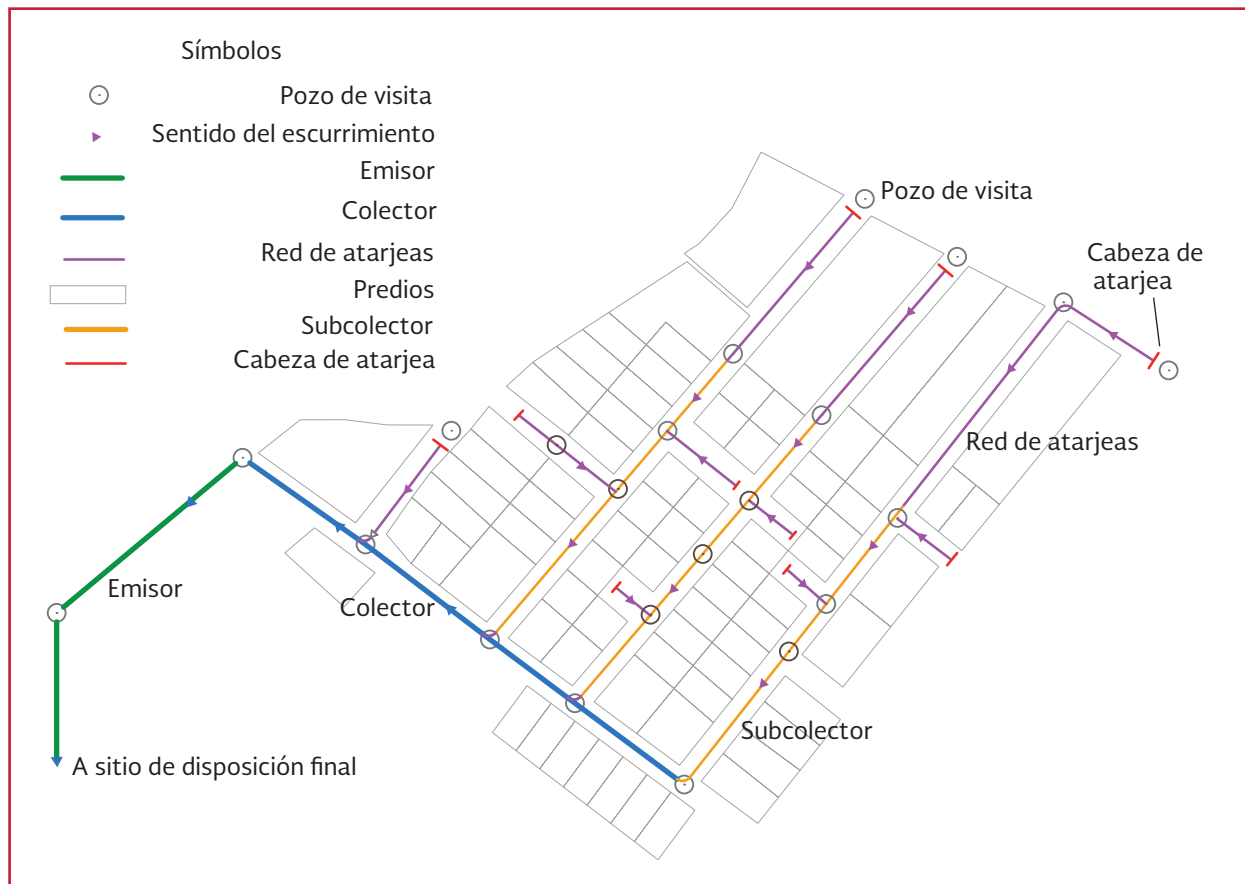 Símbolos
Pozo de visita
Sentido del escurrimiento
Emisor
Colector
Red de atarjeas
Predios
Subcolector
Cabeza de atarjea
Pozo de visita
Cabeza de
atarjea
Red de atarjeas
Emisor
Colector
Subcolector
A sitio de disposición final